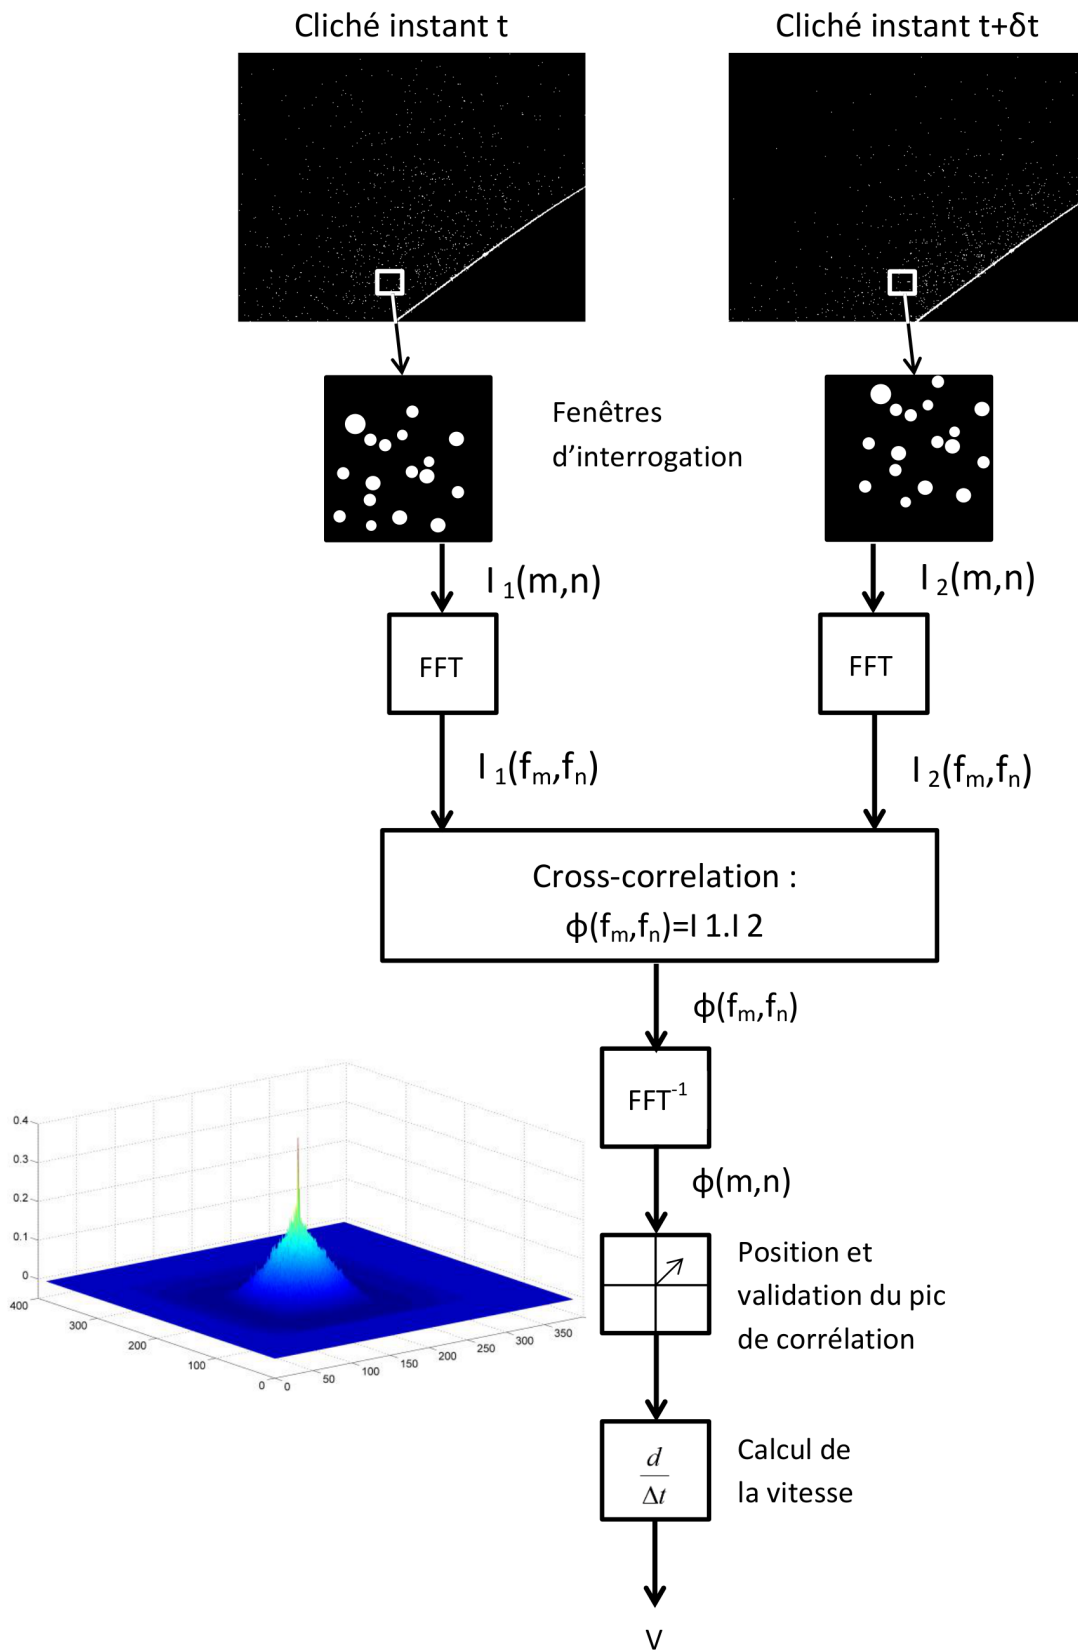 Cliché instant t
Cliché instant t+δt
Fenêtres
d'interrogation
I 1(m,n)
I 2(m,n)
FFT
FFT
I 1(fm,fn)
I 2(fm,fn)
Cross-correlation :
ϕ(fm,fn)=I 1.I 2
ϕ(fm,fn)
FFT-1
ϕ(m,n)
0.4
0.3
0.2
0.1
0
400
300
200
100
0
0
50
100
150
200
250
300
350
Position et
validation du pic
de corrélation
d
Δt
Calcul de
la vitesse
V